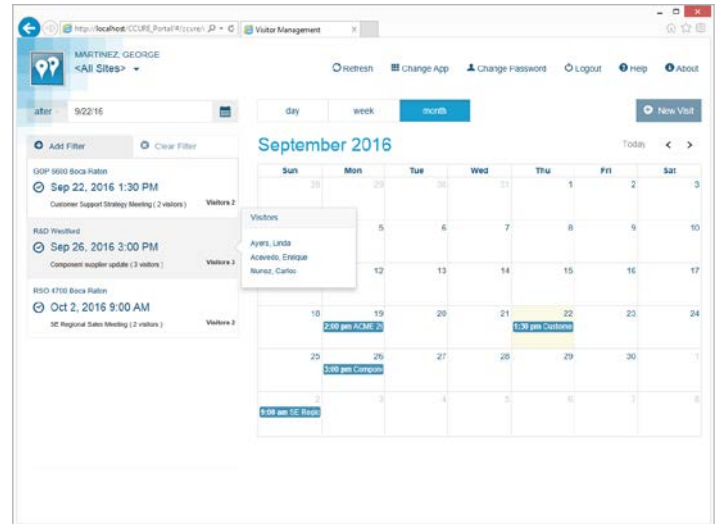 http://localhost/CCURE_Portal/#/ccure/\
Visitor Management
MARTINEZ, GEORGE
<All Sites>
Refresh
Change App
Change Password
Logout
Help
About
ater
9/22/16
day
week
month
New Visit
Add Filter
Clear Filter
September 2016
Today
Sun Mon Tue Wed Thu Fri Sat
28 29 30 31 1 2 3
GOP 6600 Boca Raton
Sep 22, 2016 1:30 PM
Customer Support Strategy Meeting ( 2 visitors )
Visitors 2
R&D Westford
Sep 26, 2016 3:00 PM
Component supplier update ( 3 visitors )
Visitors 3
Visitors
Ayers, Linda
Acevedo, Enrique
Nunez, Carlos
5 6 7 8 9 10
12 13 14 15 16 17
RSO 4700 Boca Raton
Oct 2, 2016 9:00 AM
SE Regional Sales Meeting ( 2 visitors )
Visitors 2
18 19 20 21 22 23 24
2:00 pm ACME
1:30 pm Custome
25 26 27 28 29 30 1
3:00 pm Compone
2 3 4 5 6 7 8
9:00 am SE Regio